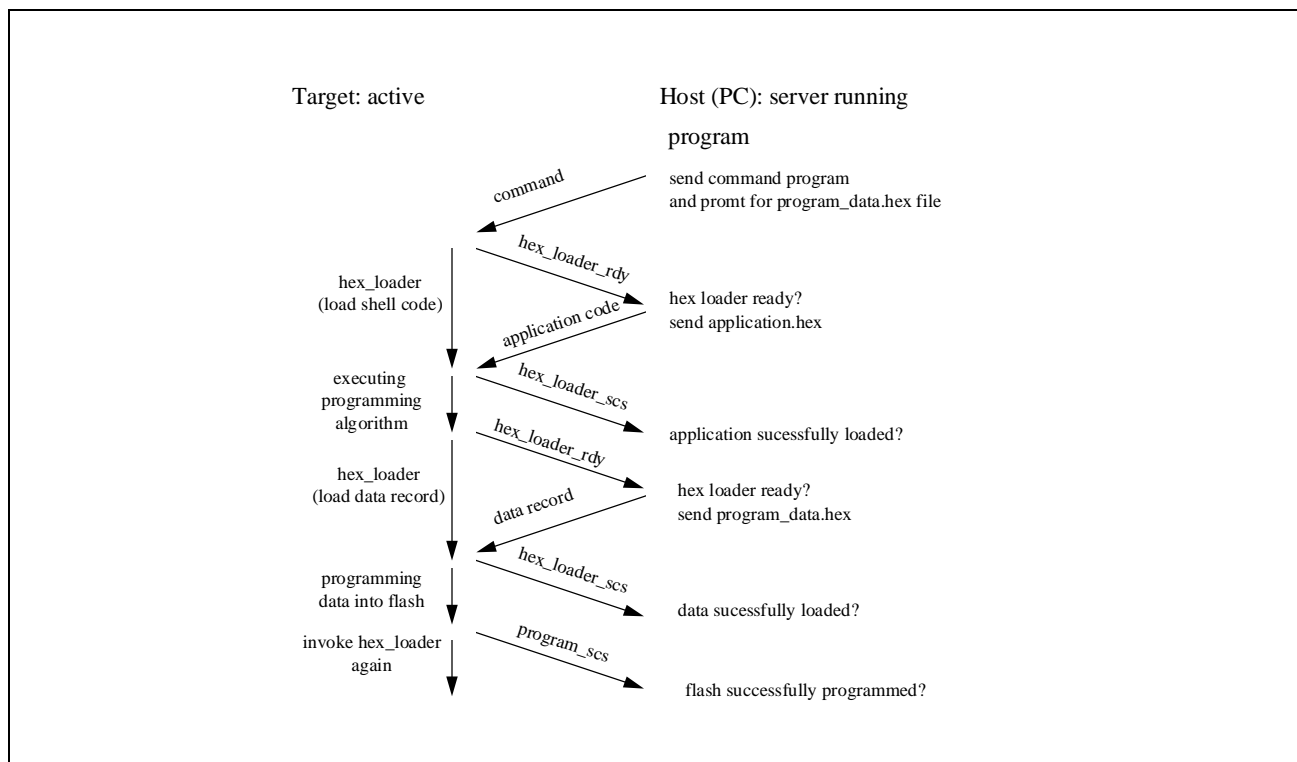 Target: active
Host (PC): server running
program
command
send command program
and promt for program_data.hex file
hex_loader_rdy
hex_loader
(load shell code)
hex loader ready?
send application.hex
application code
hex_loader_scs
executing
programming
algorithm
application sucessfully loaded?
hex_loader_rdy
hex_loader
(load data record)
hex loader ready?
send program_data.hex
data record
hex_loader_scs
programming
data into flash
data sucessfully loaded?
invoke hex_loader
again
program_scs
flash successfully programmed?